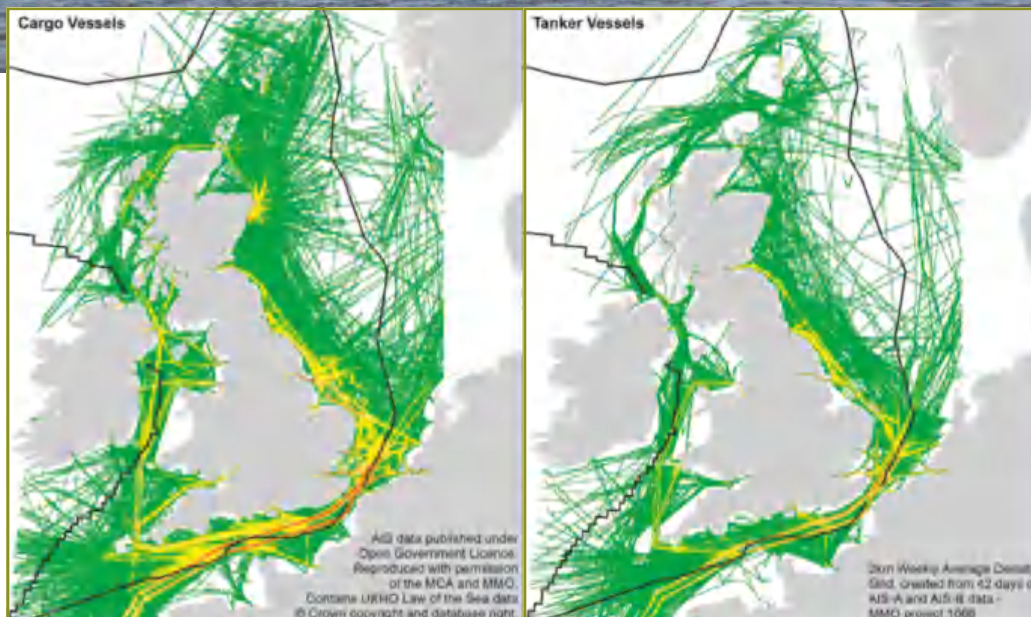 Cargo Vessels
Tanker Vessels
AIS data published under
Open Government Licence.
Reproduced with permission
of the MCA and MMO.
Contains UKHO Law of the Sea data
© Crown copyright and database right.
2km Weekly Average Density
Grid, created from 42 days of
AIS-A and AIS-B data -
MMO project 1066